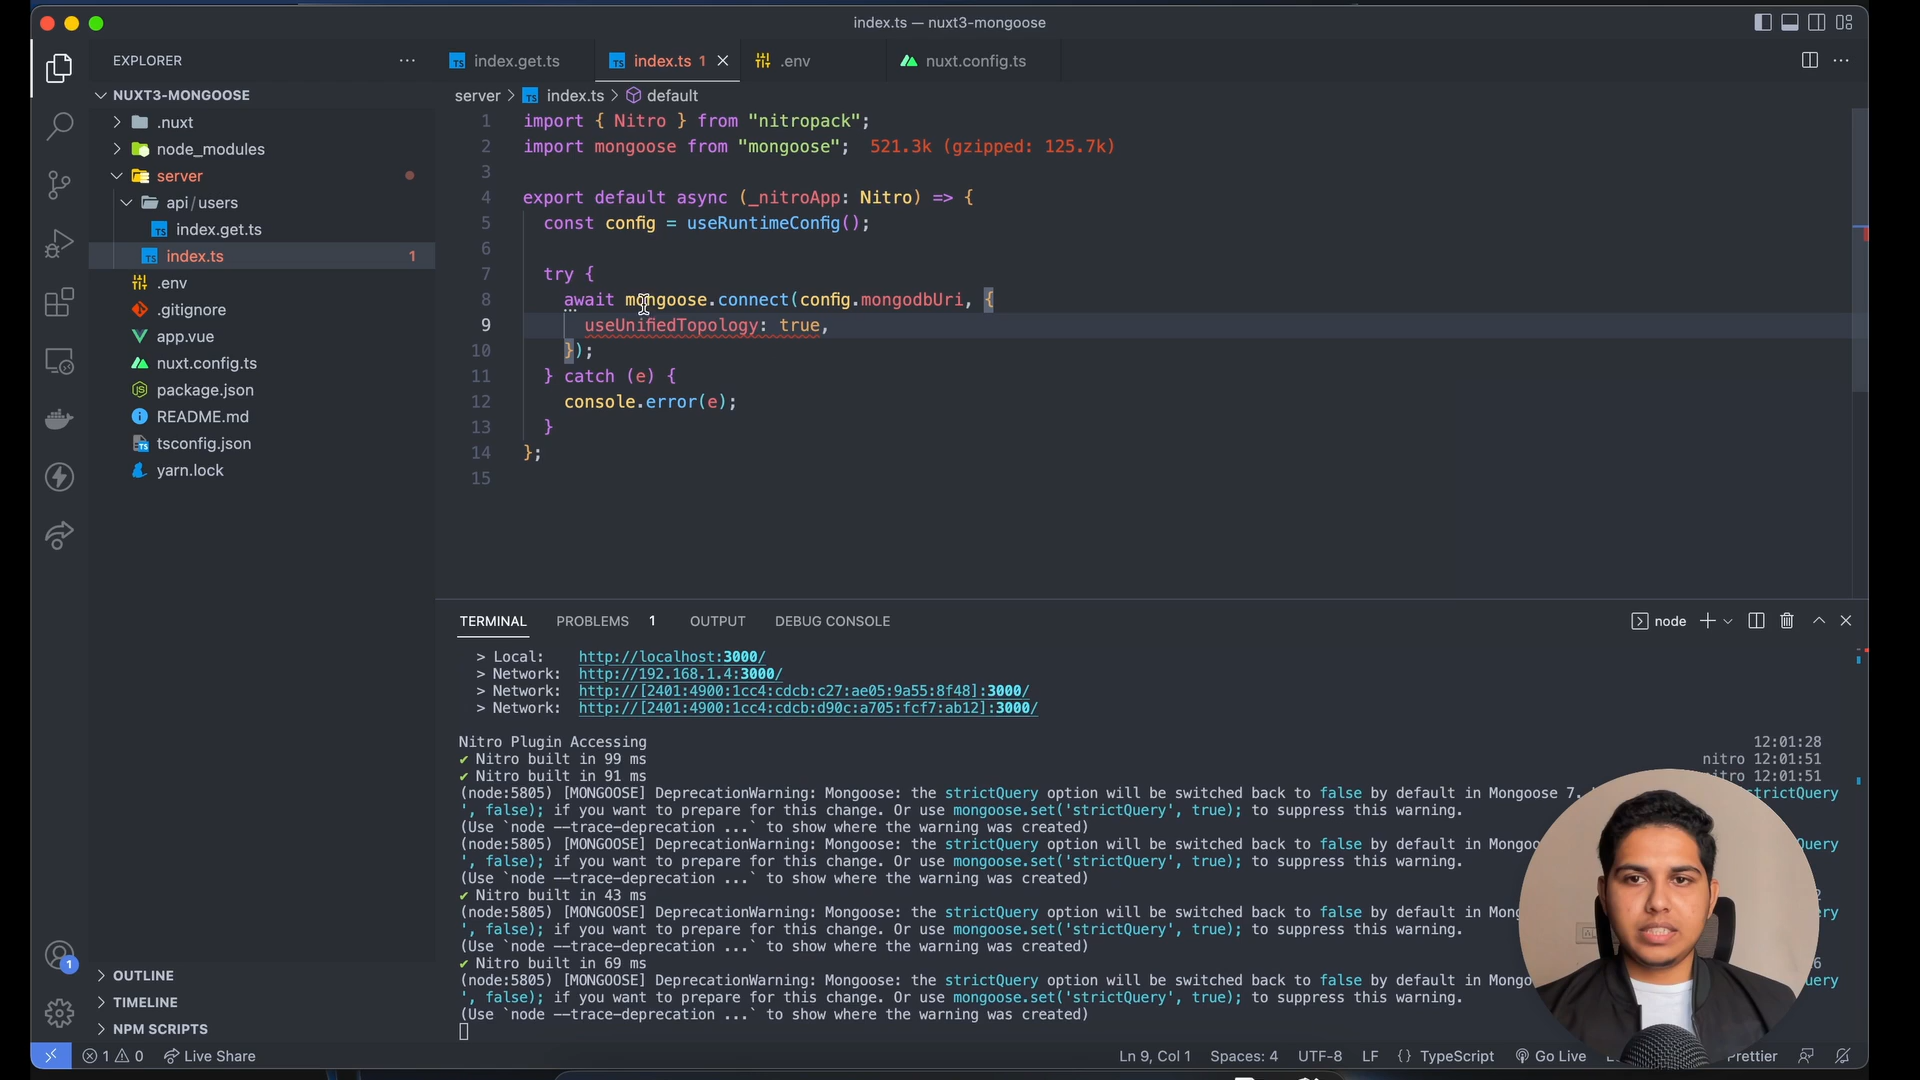 index.ts — nuxt3-mongoose
EXPLORER
NUXT3-MONGOOSE
.nuxt
node_modules
server
api/users
index.get.ts
index.ts 1
.env
.gitignore
app.vue
nuxt.config.ts
package.json
README.md
tsconfig.json
yarn.lock
OUTLINE
TIMELINE
NPM SCRIPTS
index.get.ts index.ts 1 .env nuxt.config.ts
server > index.ts > default
1 import { Nitro } from "nitropack";
2 import mongoose from "mongoose"; 521.3k (gzipped: 125.7k)
3
4 export default async (_nitroApp: Nitro) => {
5 const config = useRuntimeConfig();
6
7 try {
8 await mongoose.connect(config.mongodbUri, {
9 useUnifiedTopology: true,
10 });
11 } catch (e) {
12 console.error(e);
13 }
14 };
15
TERMINAL PROBLEMS 1 OUTPUT DEBUG CONSOLE node
> Local: http://localhost:3000/
> Network: http://192.168.1.4:3000/
> Network: http://[2401:4900:1cc4:cdcb:c27:ae05:9a55:8f48]:3000/
> Network: http://[2401:4900:1cc4:cdcb:d90c:a705:fcf7:ab12]:3000/
Nitro Plugin Accessing 12:01:28
✔ Nitro built in 99 ms nitro 12:01:51
✔ Nitro built in 91 ms nitro 12:01:51
(node:5805) [MONGOOSE] DeprecationWarning: Mongoose: the strictQuery option will be switched back to false by default in Mongoose 7. strictQuery
', false); if you want to prepare for this change. Or use mongoose.set('strictQuery', true); to suppress this warning.
(Use `node --trace-deprecation ...` to show where the warning was created)
(node:5805) [MONGOOSE] DeprecationWarning: Mongoose: the strictQuery option will be switched back to false by default in
', false); if you want to prepare for this change. Or use mongoose.set('strictQuery', true); to suppress this warning.
(Use `node --trace-deprecation ...` to show where the warning was created)
✔ Nitro built in 43 ms
(node:5805) [MONGOOSE] DeprecationWarning: Mongoose: the strictQuery option will be switched back to false by default in
', false); if you want to prepare for this change. Or use mongoose.set('strictQuery', true); to suppress this warning.
(Use `node --trace-deprecation ...` to show where the warning was created)
✔ Nitro built in 69 ms
(node:5805) [MONGOOSE] DeprecationWarning: Mongoose: the strictQuery option will be switched back to false by default in
', false); if you want to prepare for this change. Or use mongoose.set('strictQuery', true); to suppress this warning.
(Use `node --trace-deprecation ...` to show where the warning was created)
1
1 0 Live Share Ln 9, Col 1 Spaces: 4 UTF-8 LF {} TypeScript Go Live Prettier